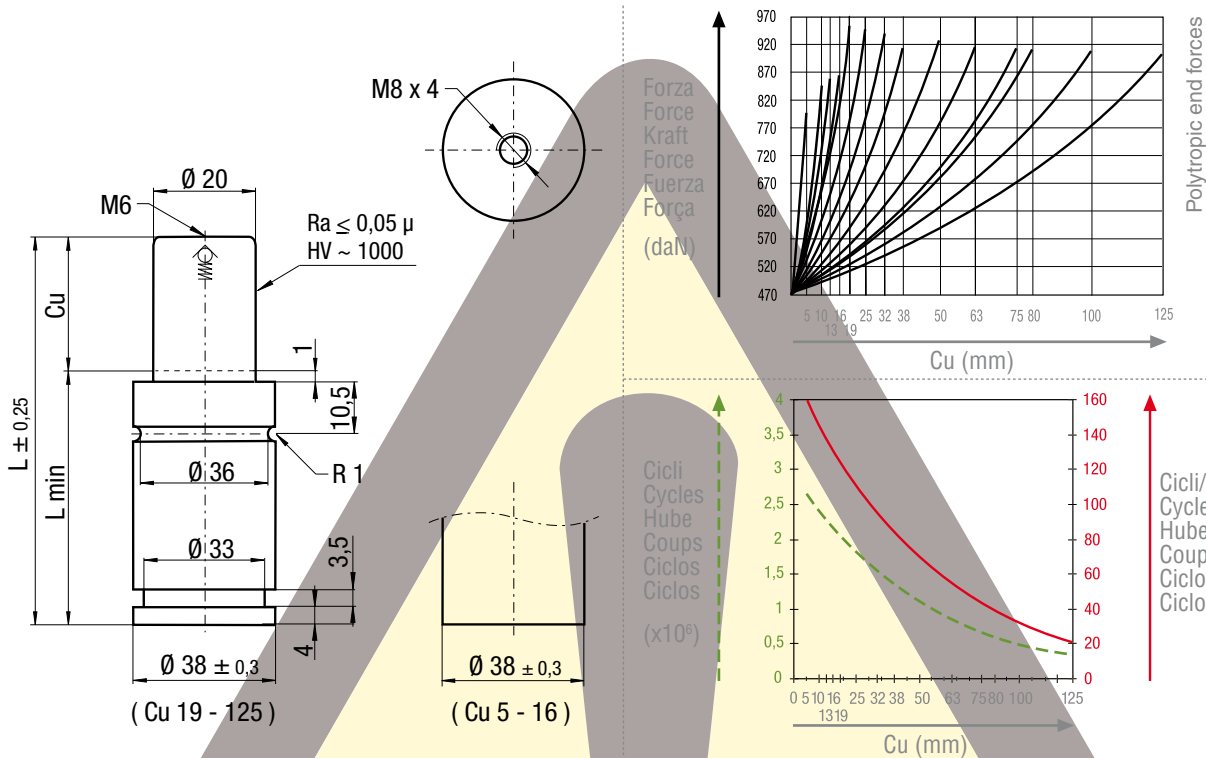 M8 x 4
Ø 20
M6
Ra ≤ 0,05 µ
HV ~ 1000
Cu
1
10,5
L ± 0,25
L min
Ø 36
R 1
Ø 33
3,5
4
Ø 38 ± 0,3
( Cu 19 - 125 )
Ø 38 ± 0,3
( Cu 5 - 16 )
Forza
Force
Kraft
Force
Fuerza
Força
(daN)
970
920
870
820
770
720
670
620
570
520
470
5 10 16 25 32 38 50 63 75 80 100 125
13 19
Cu (mm)
Polytropic end forces
Cicli
Cycles
Hube
Coups
Ciclos
Ciclos
(x10⁶)
4
3,5
3
2,5
2
1,5
1
0,5
0
160
140
120
100
80
60
40
20
0
0 5 10 16 25 32 38 50 63 75 80 100 125
13 19
Cu (mm)
Cicli/
Cycle
Hube
Coup
Ciclo
Ciclo